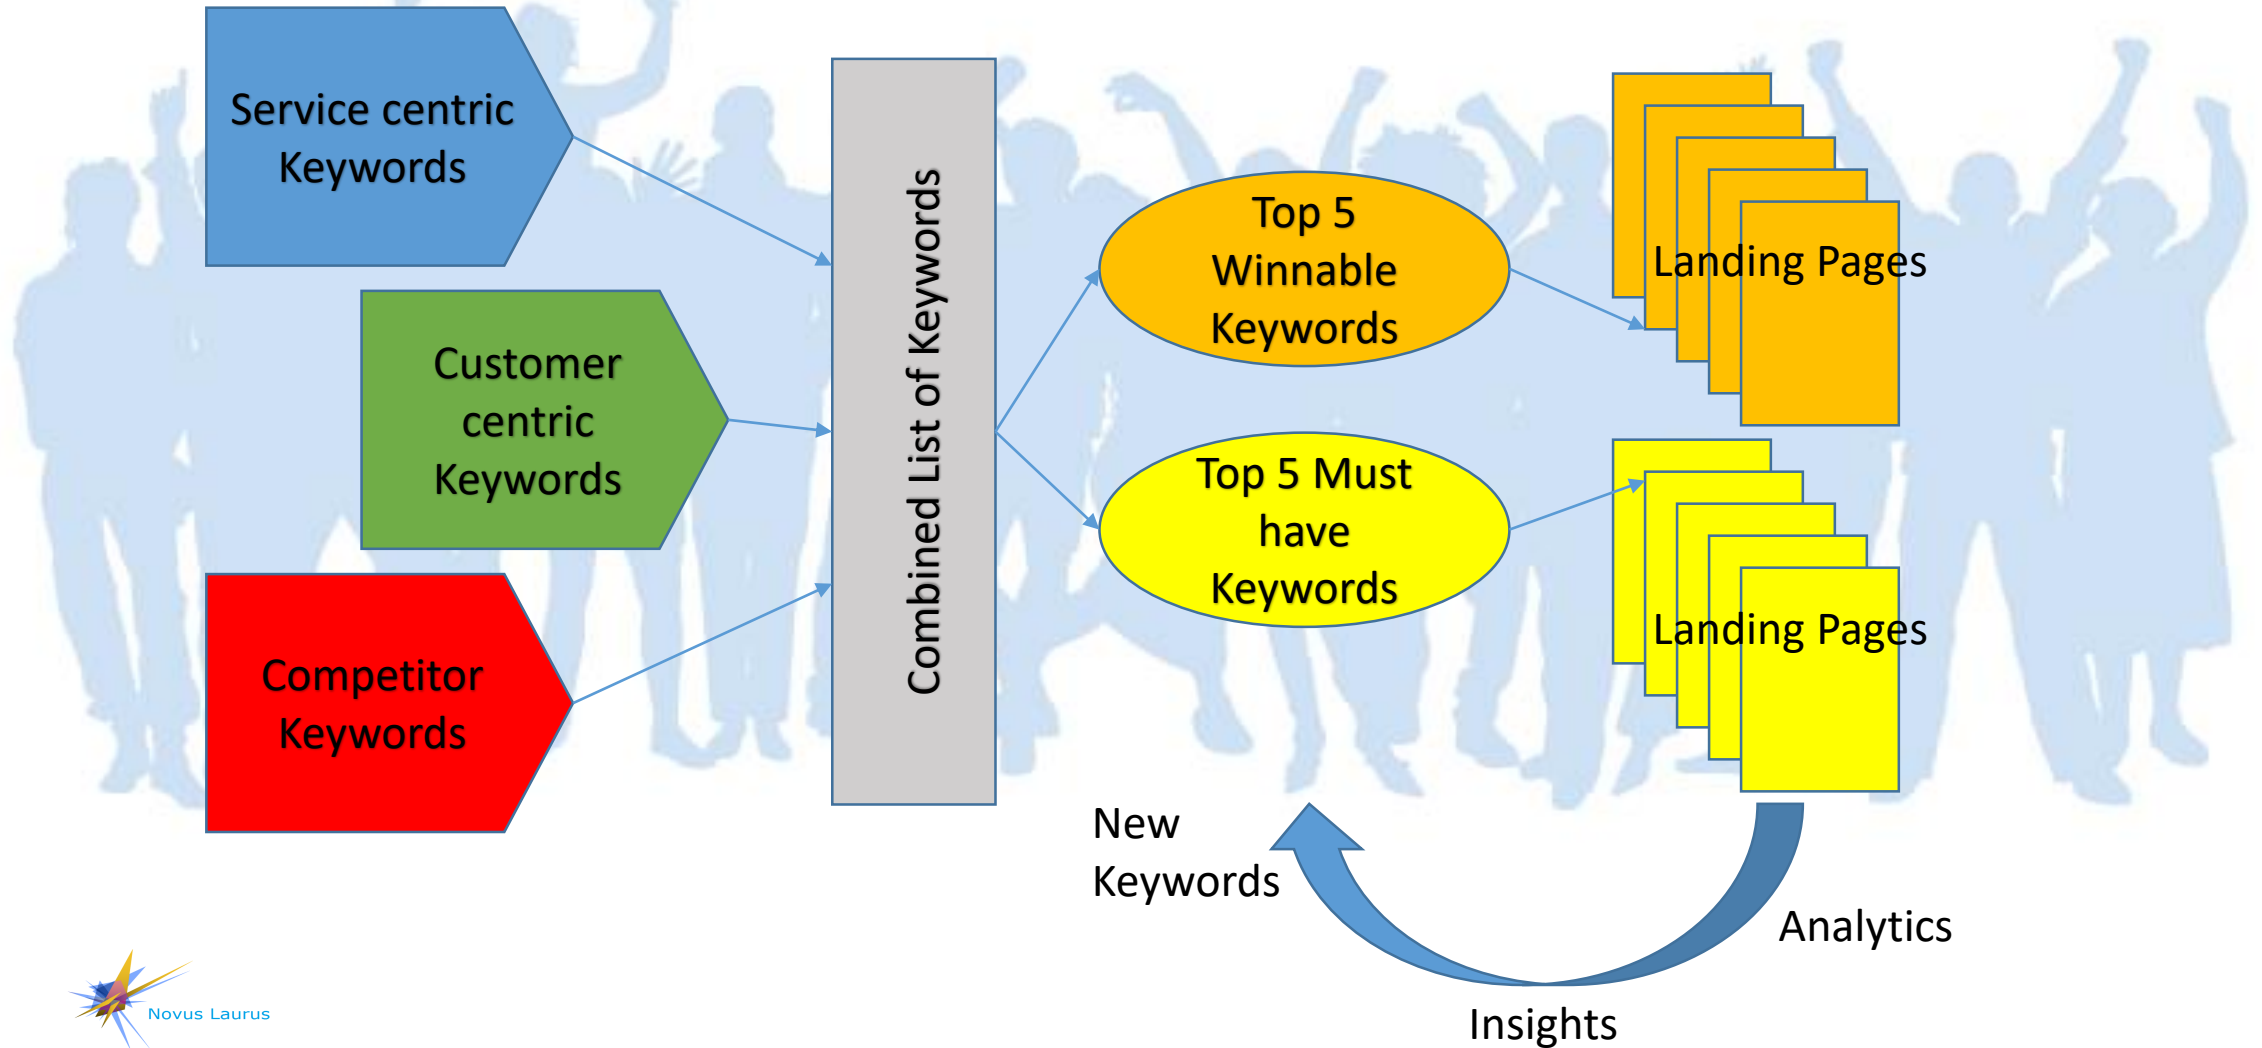 Service centric
Keywords
Customer
centric
Keywords
Competitor
Keywords
Combined List of Keywords
Top 5
Winnable
Keywords
Top 5 Must
have
Keywords
Landing Pages
Landing Pages
New
Keywords
Analytics
Insights
Novus Laurus